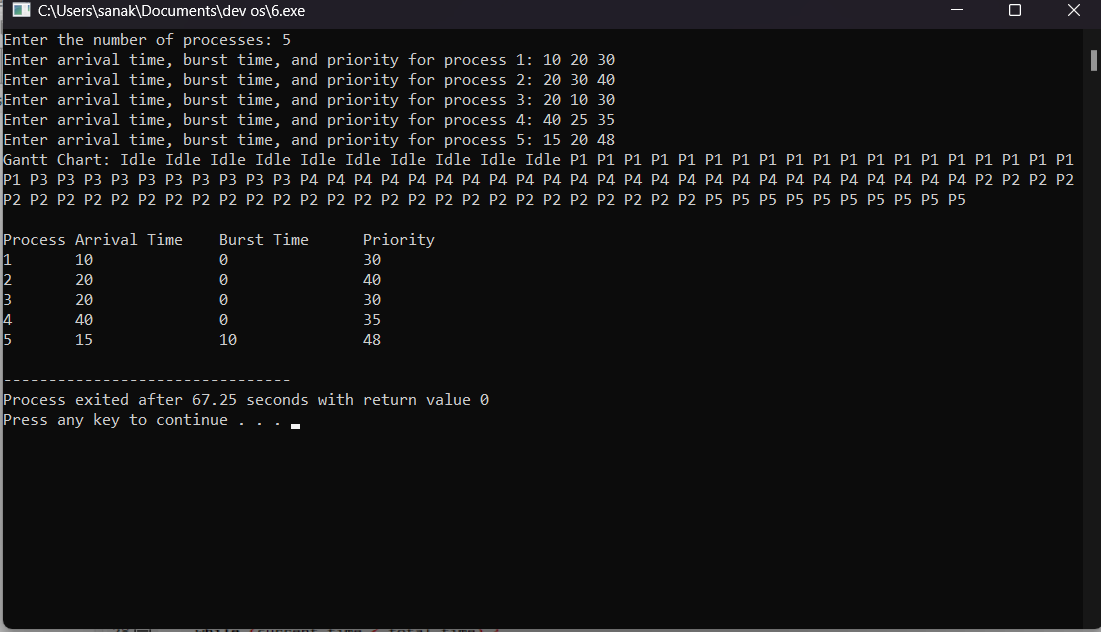 C:\Users\sanak\Documents\dev os\6.exe
Enter the number of processes: 5
Enter arrival time, burst time, and priority for process 1: 10 20 30
Enter arrival time, burst time, and priority for process 2: 20 30 40
Enter arrival time, burst time, and priority for process 3: 20 10 30
Enter arrival time, burst time, and priority for process 4: 40 25 35
Enter arrival time, burst time, and priority for process 5: 15 20 48
Gantt Chart: Idle Idle Idle Idle Idle Idle Idle Idle Idle Idle P1 P1 P1 P1 P1 P1 P1 P1 P1 P1 P1 P1 P1 P1 P1 P1 P1 P1 P1
P1 P3 P3 P3 P3 P3 P3 P3 P3 P3 P3 P4 P4 P4 P4 P4 P4 P4 P4 P4 P4 P4 P4 P4 P4 P4 P4 P4 P4 P4 P4 P4 P4 P4 P4 P4 P2 P2 P2 P2
P2 P2 P2 P2 P2 P2 P2 P2 P2 P2 P2 P2 P2 P2 P2 P2 P2 P2 P2 P2 P2 P2 P2 P2 P2 P2 P5 P5 P5 P5 P5 P5 P5 P5 P5 P5
Process Arrival Time    Burst Time      Priority
1       10              0               30
2       20              0               40
3       20              0               30
4       40              0               35
5       15              10              48
--------------------------------
Process exited after 67.25 seconds with return value 0
Press any key to continue . . .